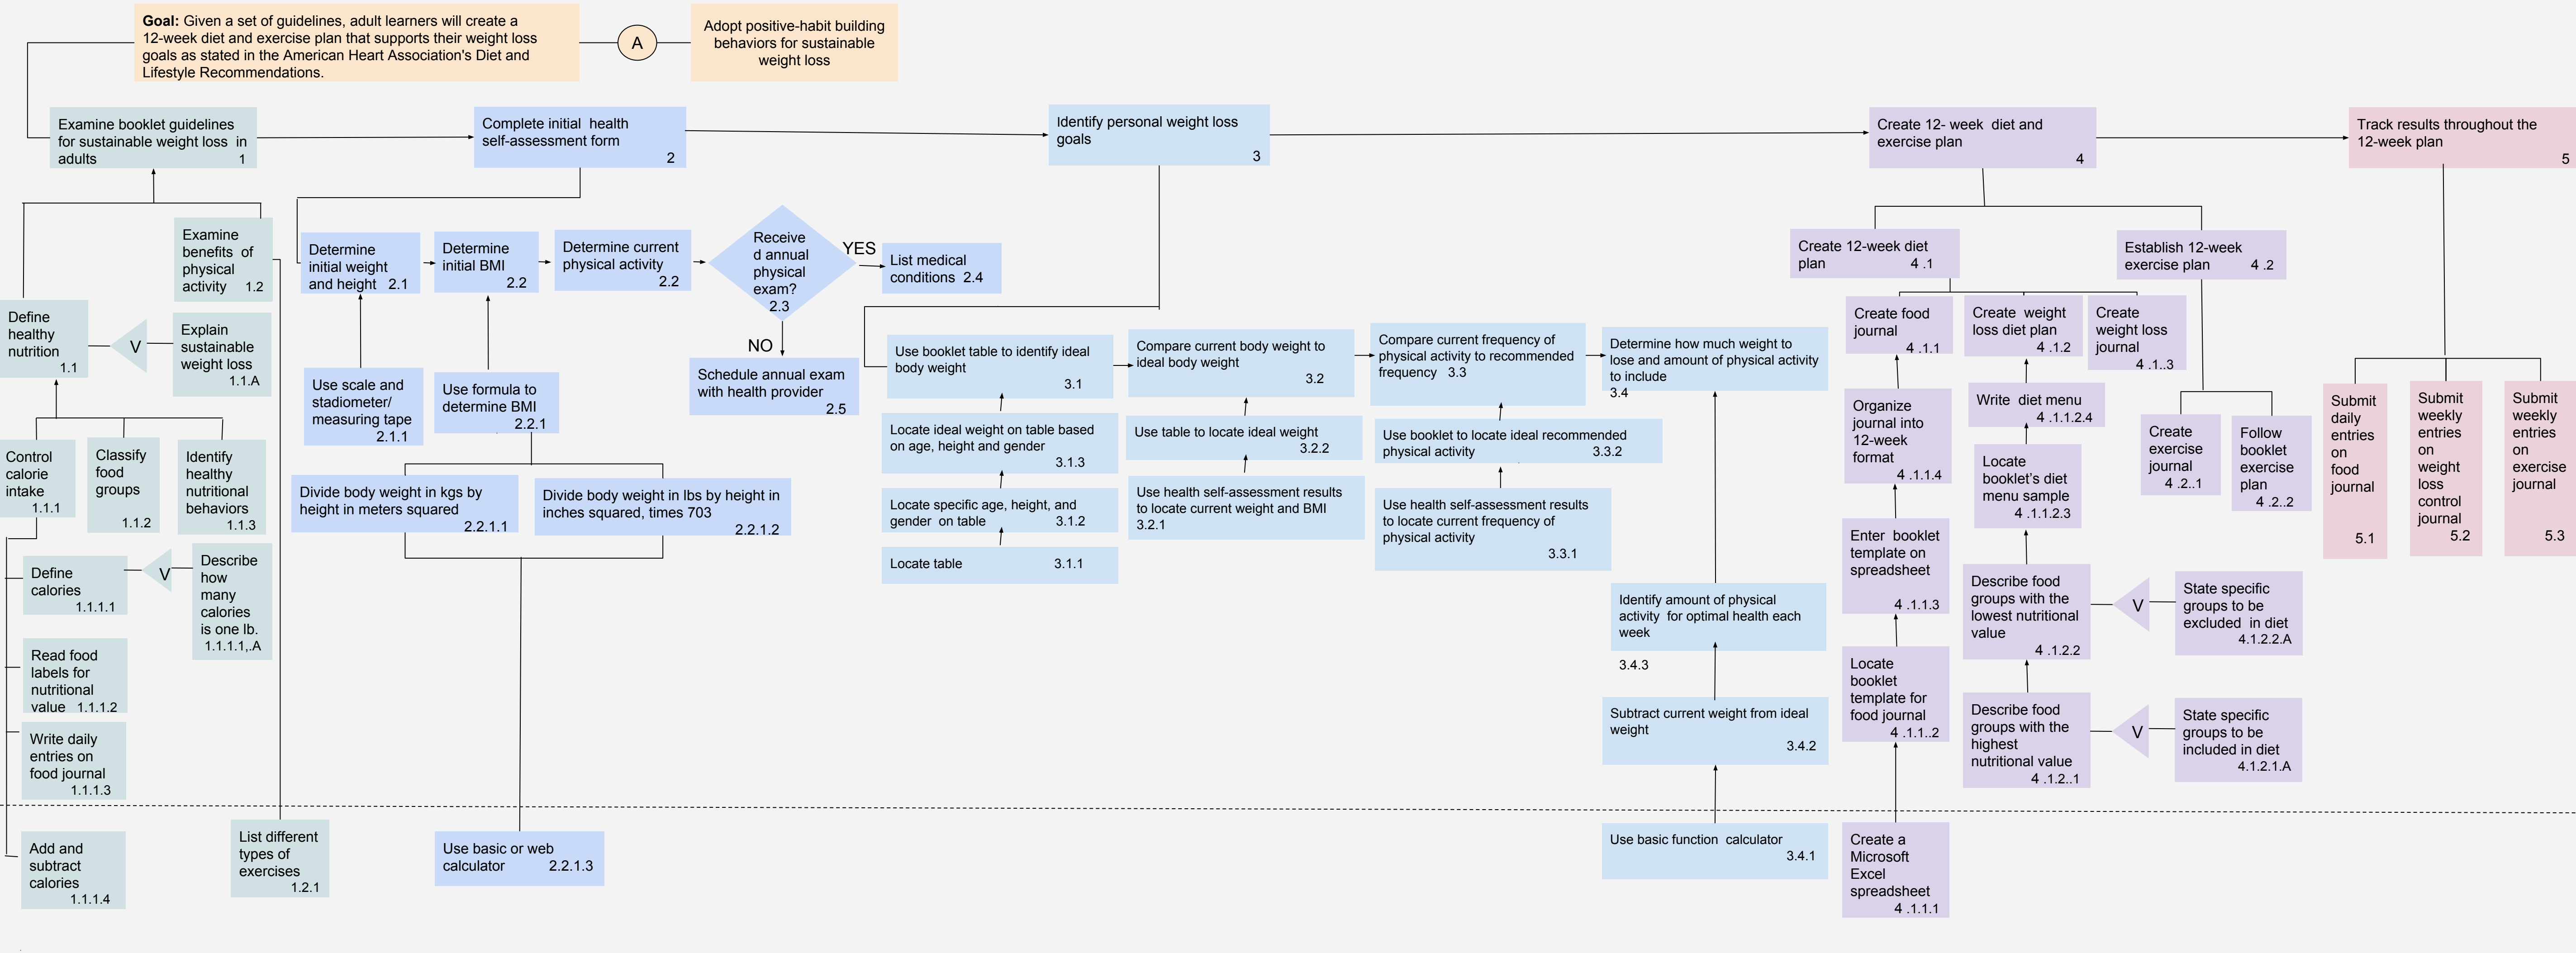 Goal: Given a set of guidelines, adult learners will create a
12-week diet and exercise plan that supports their weight loss
goals as stated in the American Heart Association's Diet and
Lifestyle Recommendations.
A
Adopt positive-habit building
behaviors for sustainable
weight loss
Examine booklet guidelines
for sustainable weight loss in
adults 1
Complete initial health
self-assessment form
2
Identify personal weight loss
goals
3
Create 12- week diet and
exercise plan
4
Track results throughout the
12-week plan
5
Examine
benefits of
physical
activity 1.2
Define
healthy
nutrition
1.1
V
Explain
sustainable
weight loss
1.1.A
Control
calorie
intake
1.1.1
Classify
food
groups
1.1.2
Identify
healthy
nutritional
behaviors
1.1.3
Define
calories
1.1.1.1
V
Describe
how
many
calories
is one lb.
1.1.1.1,.A
Read food
labels for
nutritional
value 1.1.1.2
Write daily
entries on
food journal
1.1.1.3
Add and
subtract
calories
1.1.1.4
List different
types of
exercises
1.2.1
Determine
initial weight
and height 2.1
Determine
initial BMI
2.2
Determine current
physical activity
2.2
Receive
d annual
physical
exam?
2.3
YES
List medical
conditions 2.4
NO
Schedule annual exam
with health provider
2.5
Use scale and
stadiometer/
measuring tape
2.1.1
Use formula to
determine BMI
2.2.1
Divide body weight in kgs by
height in meters squared
2.2.1.1
Divide body weight in lbs by height in
inches squared, times 703
2.2.1.2
Use basic or web
calculator 2.2.1.3
Use booklet table to identify ideal
body weight
3.1
Locate ideal weight on table based
on age, height and gender
3.1.3
Locate specific age, height, and
gender on table 3.1.2
Locate table 3.1.1
Compare current body weight to
ideal body weight
3.2
Use table to locate ideal weight
3.2.2
Use health self-assessment results
to locate current weight and BMI
3.2.1
Compare current frequency of
physical activity to recommended
frequency 3.3
Use booklet to locate ideal recommended
physical activity 3.3.2
Use health self-assessment results
to locate current frequency of
physical activity
3.3.1
Determine how much weight to
lose and amount of physical activity
to include
3.4
Identify amount of physical
activity for optimal health each
week
3.4.3
Subtract current weight from ideal
weight
3.4.2
Use basic function calculator
3.4.1
Create 12-week diet
plan 4 .1
Establish 12-week
exercise plan 4 .2
Create food
journal
4 .1.1
Create weight
loss diet plan
4 .1.2
Create
weight loss
journal
4 .1..3
Organize
journal into
12-week
format
4 .1.1.4
Enter booklet
template on
spreadsheet
4 .1.1.3
Locate
booklet
template for
food journal
4 .1.1..2
Create a
Microsoft
Excel
spreadsheet
4 .1.1.1
Write diet menu
4 .1.1.2.4
Locate
booklet's diet
menu sample
4 .1.1.2.3
Describe food
groups with the
lowest nutritional
value
4 .1.2.2
V
State specific
groups to be
excluded in diet
4.1.2.2.A
Describe food
groups with the
highest
nutritional value
4 .1.2..1
V
State specific
groups to be
included in diet
4.1.2.1.A
Create
exercise
journal
4 .2..1
Follow
booklet
exercise
plan
4 .2..2
Submit
daily
entries
on
food
journal
5.1
Submit
weekly
entries
on
weight
loss
control
journal
5.2
Submit
weekly
entries
on
exercise
journal
5.3